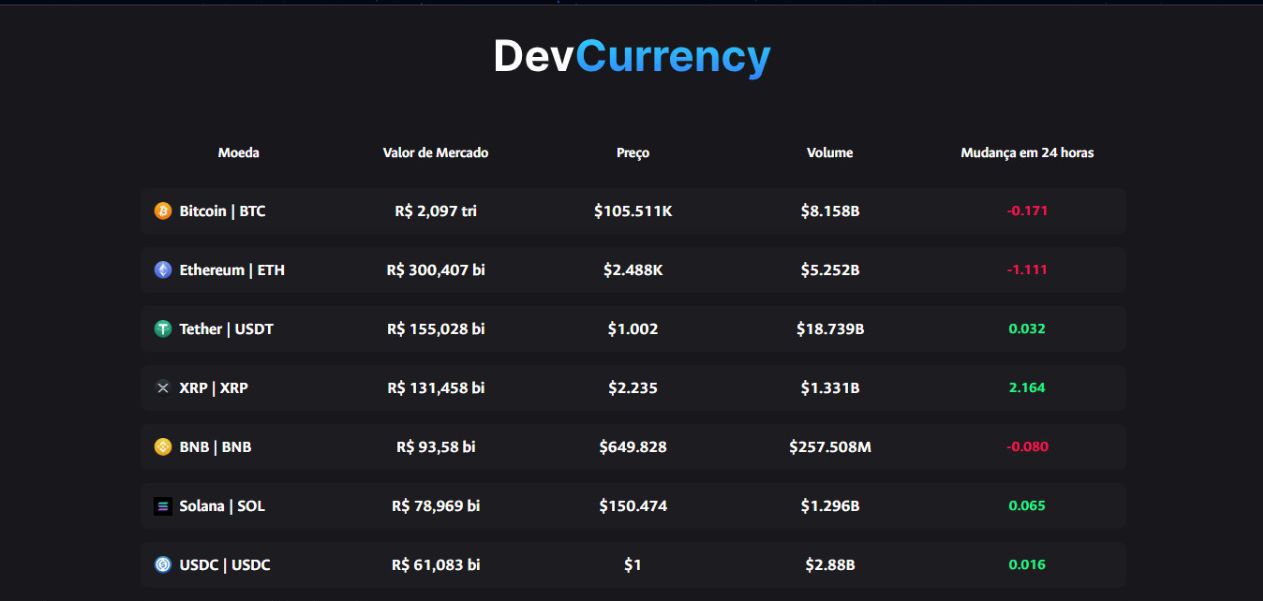 DevCurrency
Moeda Valor de Mercado Preço Volume Mudança em 24 horas
Bitcoin | BTC R$ 2,097 tri $105.511K $8.158B -0.171
Ethereum | ETH R$ 300,407 bi $2.488K $5.252B -1.111
Tether | USDT R$ 155,028 bi $1.002 $18.739B 0.032
XRP | XRP R$ 131,458 bi $2.235 $1.331B 2.164
BNB | BNB R$ 93,58 bi $649.828 $257.508M -0.080
Solana | SOL R$ 78,969 bi $150.474 $1.296B 0.065
USDC | USDC R$ 61,083 bi $1 $2.88B 0.016